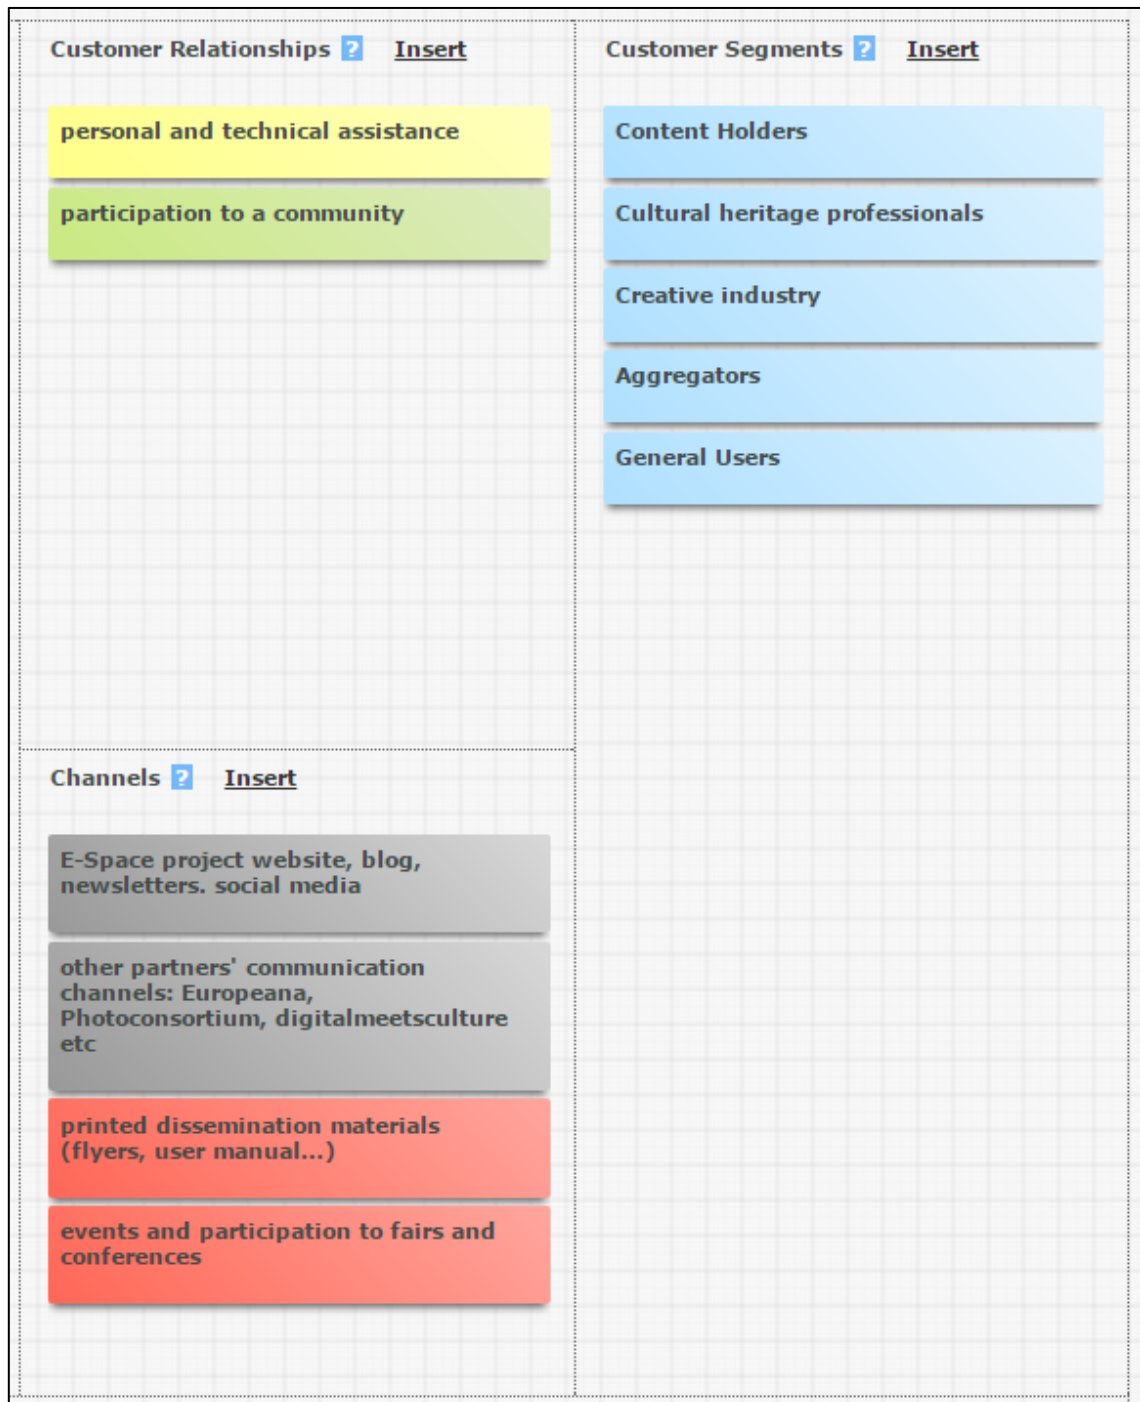 Customer Relationships ? Insert
personal and technical assistance
participation to a community
Customer Segments ? Insert
Content Holders
Cultural heritage professionals
Creative industry
Aggregators
General Users
Channels ? Insert
E-Space project website, blog,
newsletters. social media
other partners' communication
channels: Europeana,
Photoconsortium, digitalmeetsculture
etc
printed dissemination materials
(flyers, user manual...)
events and participation to fairs and
conferences